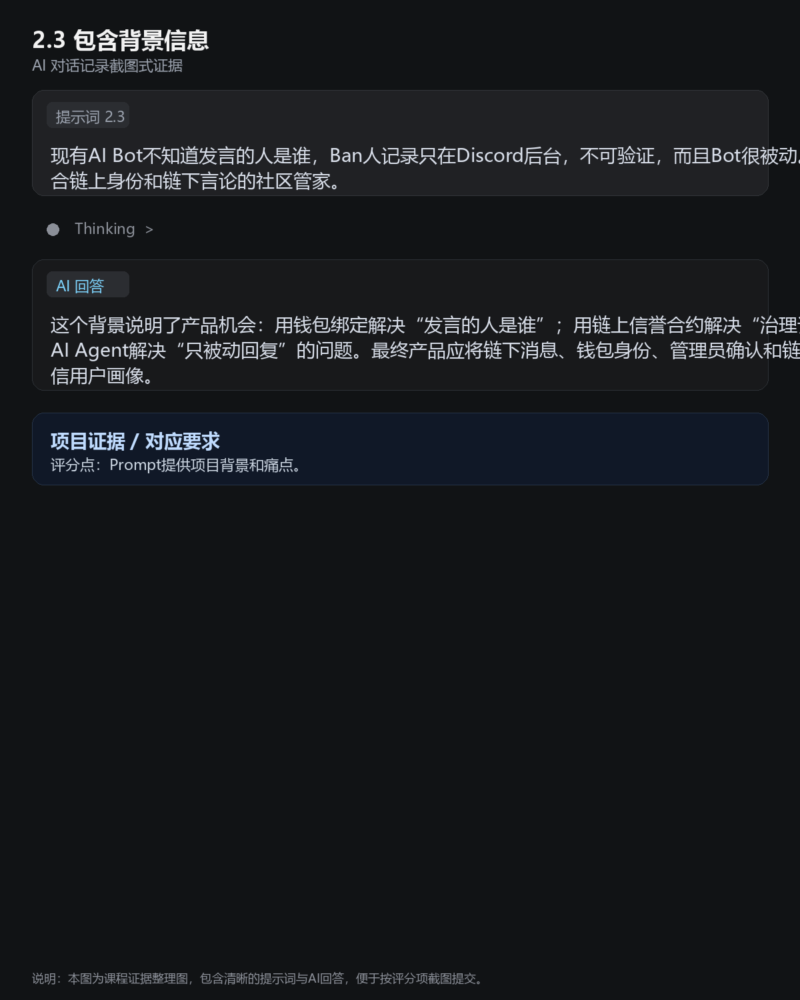 2.3 包含背景信息
AI 对话记录截图式证据
提示词 2.3
现有AI Bot不知道发言的人是谁，Ban人记录只在Discord后台，不可验证，而且Bot很被动。
合链上身份和链下言论的社区管家。
Thinking >
AI 回答
这个背景说明了产品机会：用钱包绑定解决“发言的人是谁”；用链上信誉合约解决“治理
AI Agent解决“只被动回复”的问题。最终产品应将链下消息、钱包身份、管理员确认和链
信用户画像。
项目证据 / 对应要求
评分点：Prompt提供项目背景和痛点。
说明：本图为课程证据整理图，包含清晰的提示词与AI回答，便于按评分项截图提交。